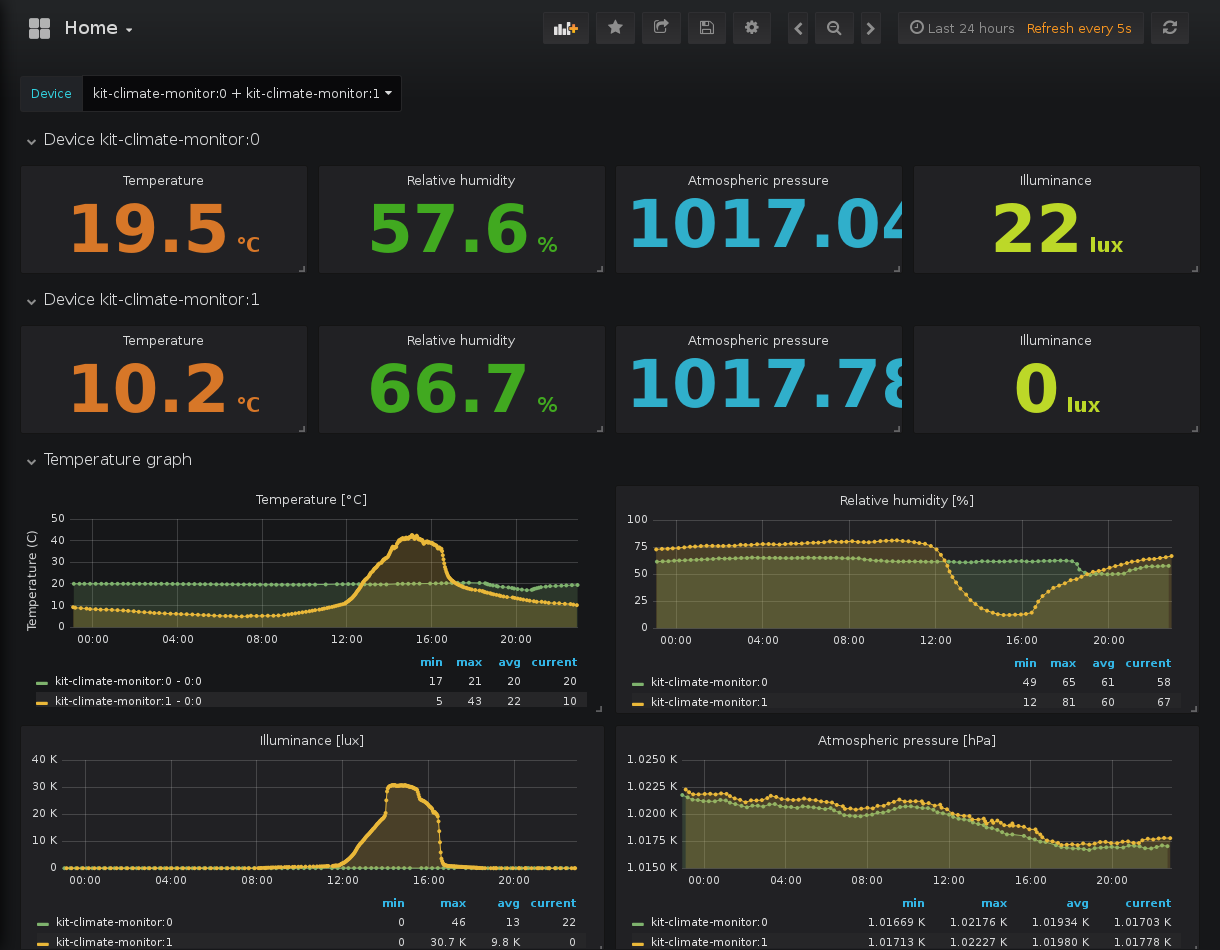 Home
Last 24 hours Refresh every 5s
Device kit-climate-monitor:0 + kit-climate-monitor:1
Device kit-climate-monitor:0
Temperature Relative humidity Atmospheric pressure Illuminance
19.5 °C 57.6 % 1017.04 22 lux
Device kit-climate-monitor:1
Temperature Relative humidity Atmospheric pressure Illuminance
10.2 °C 66.7 % 1017.78 0 lux
Temperature graph
Temperature [°C]
Temperature (C)
50
40
30
20
10
0
00:00 04:00 08:00 12:00 16:00 20:00
min max avg current
kit-climate-monitor:0 - 0:0 17 21 20 20
kit-climate-monitor:1 - 0:0 5 43 22 10
Relative humidity [%]
100
75
50
25
0
00:00 04:00 08:00 12:00 16:00 20:00
min max avg current
kit-climate-monitor:0 49 65 61 58
kit-climate-monitor:1 12 81 60 67
Illuminance [lux]
40 K
30 K
20 K
10 K
0
00:00 04:00 08:00 12:00 16:00 20:00
min max avg current
kit-climate-monitor:0 0 46 13 22
kit-climate-monitor:1 0 30.7 K 9.8 K 0
Atmospheric pressure [hPa]
1.0250 K
1.0225 K
1.0200 K
1.0175 K
1.0150 K
00:00 04:00 08:00 12:00 16:00 20:00
min max avg current
kit-climate-monitor:0 1.01669 K 1.02176 K 1.01934 K 1.01703 K
kit-climate-monitor:1 1.01713 K 1.02227 K 1.01980 K 1.01778 K